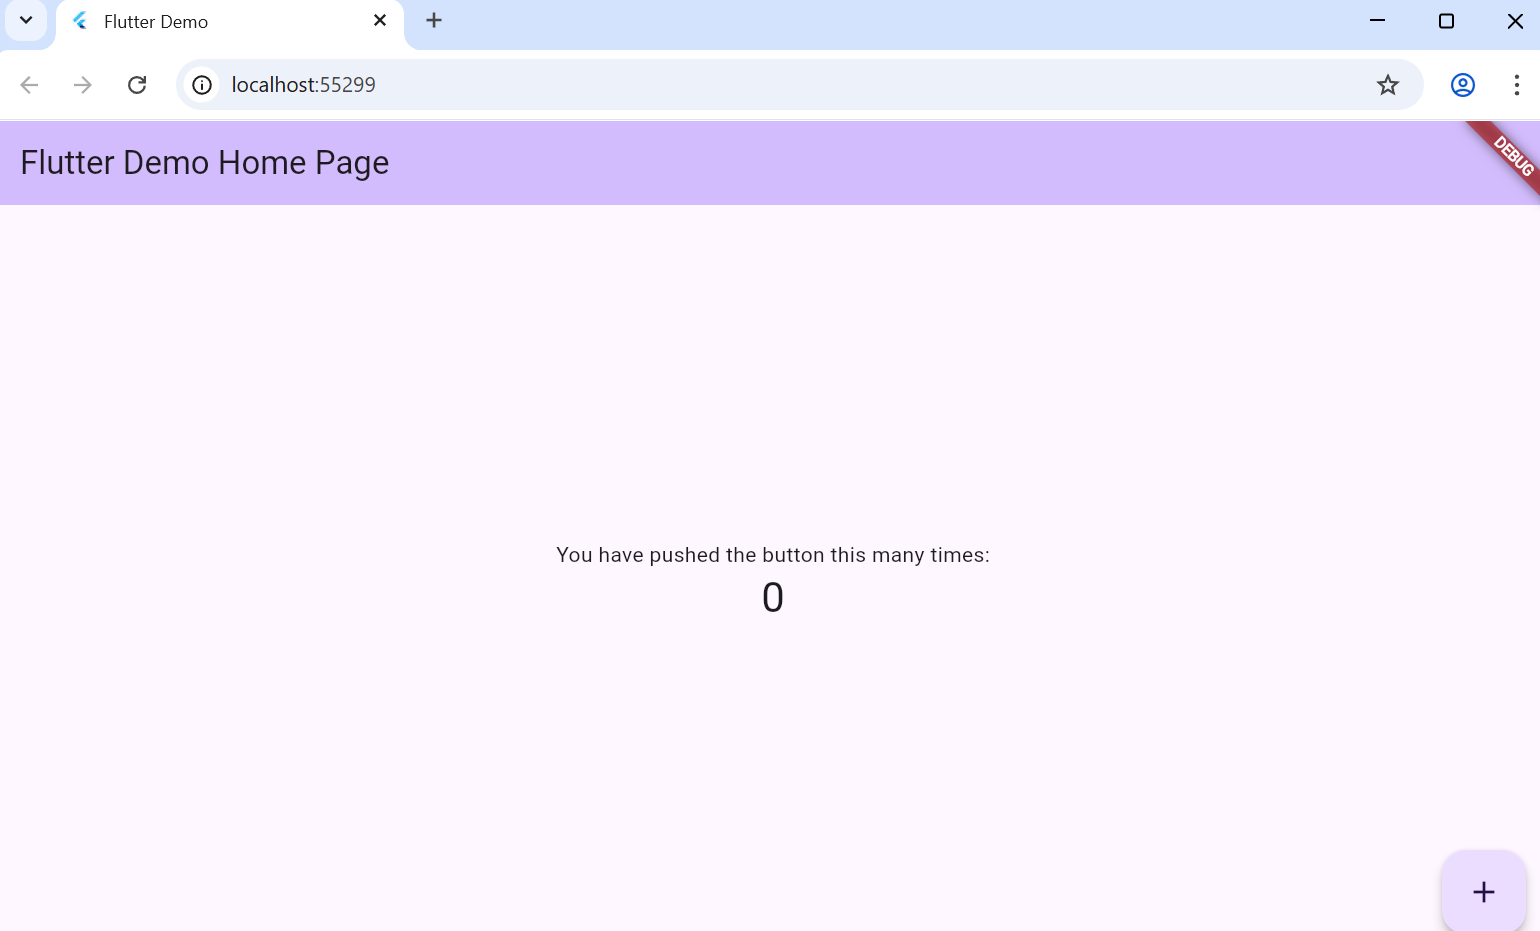 Flutter Demo
localhost:55299
Flutter Demo Home Page
DEBUG
You have pushed the button this many times:
0